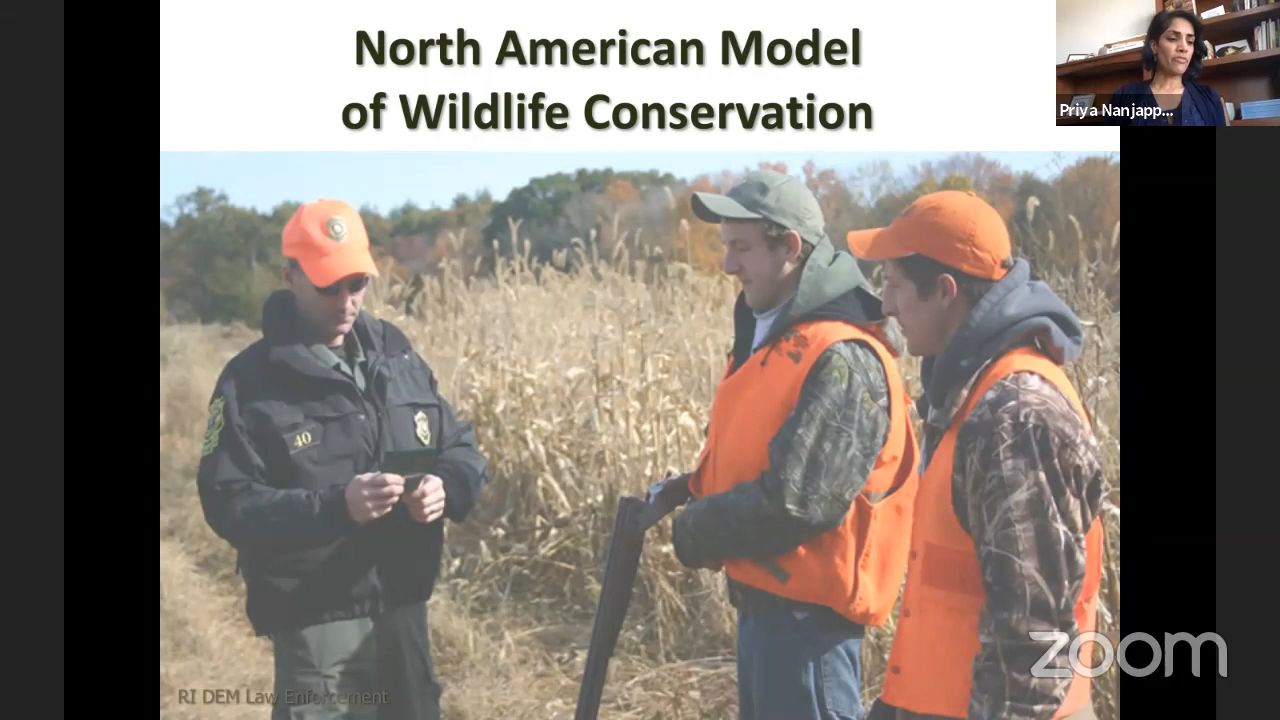 North American Model
of Wildlife Conservation
Priya Nanjapp...
40
RI DEM Law Enforcement
zoom